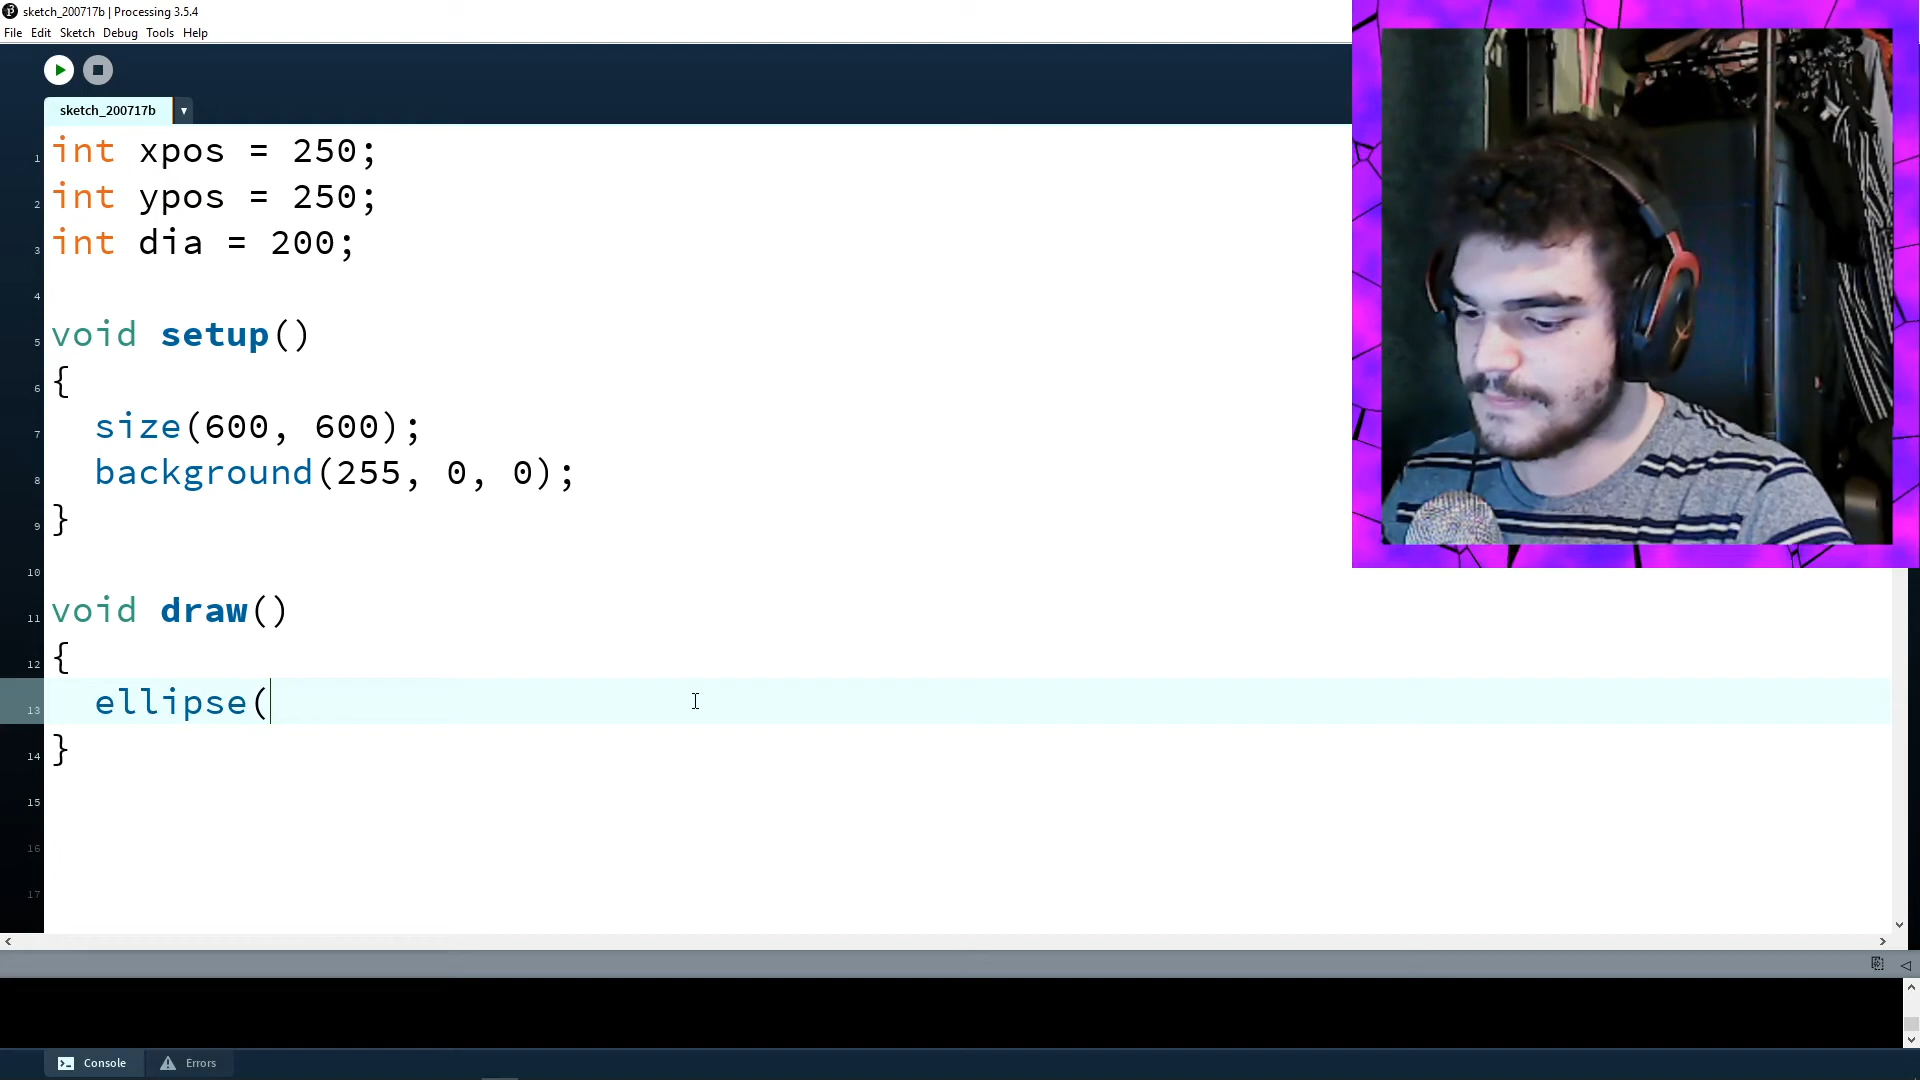 sketch_200717b | Processing 3.5.4
File Edit Sketch Debug Tools Help
sketch_200717b
1 int xpos = 250;
2 int ypos = 250;
3 int dia = 200;
4
5 void setup()
6 {
7 size(600, 600);
8 background(255, 0, 0);
9 }
10
11 void draw()
12 {
13 ellipse(
14 }
15
16
17
Console Errors